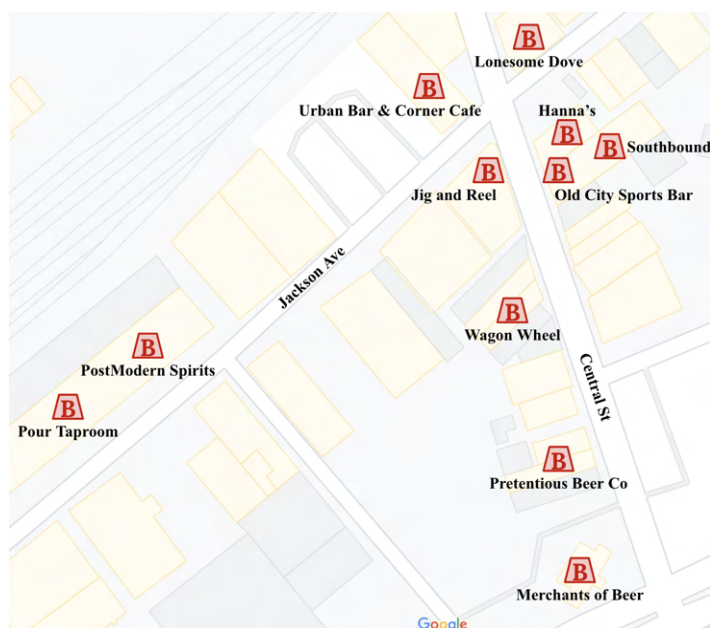 B
Lonesome Dove
B
Urban Bar & Corner Cafe
Hanna's
B
B
Southbound
B
Jig and Reel
B
Old City Sports Bar
Jackson Ave
B
Wagon Wheel
B
PostModern Spirits
Central St
B
Pour Taproom
B
Pretentious Beer Co
B
Merchants of Beer
Google